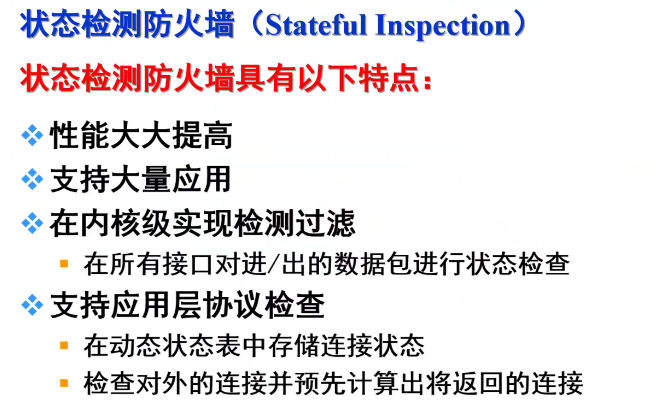 状态检测防火墙（Stateful Inspection）
状态检测防火墙具有以下特点：
性能大大提高
支持大量应用
在内核级实现检测过滤
在所有接口对进/出的数据包进行状态检查
支持应用层协议检查
在动态状态表中存储连接状态
检查对外的连接并预先计算出将返回的连接